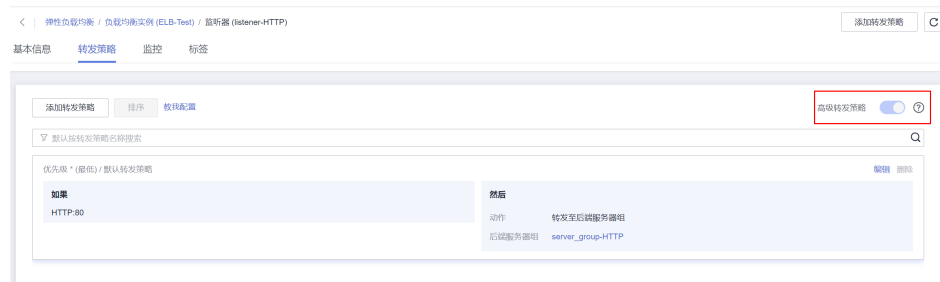 弹性负载均衡 / 负载均衡实例 (ELB-Test) / 监听器 (listener-HTTP) 添加转发策略
基本信息 转发策略 监控 标签
添加转发策略 排序 教我配置 高级转发策略
默认按转发策略名称搜索
优先级 * (最低) / 默认转发策略 编辑 删除
如果 然后
HTTP:80 动作 转发至后端服务器组
后端服务器组 server_group-HTTP